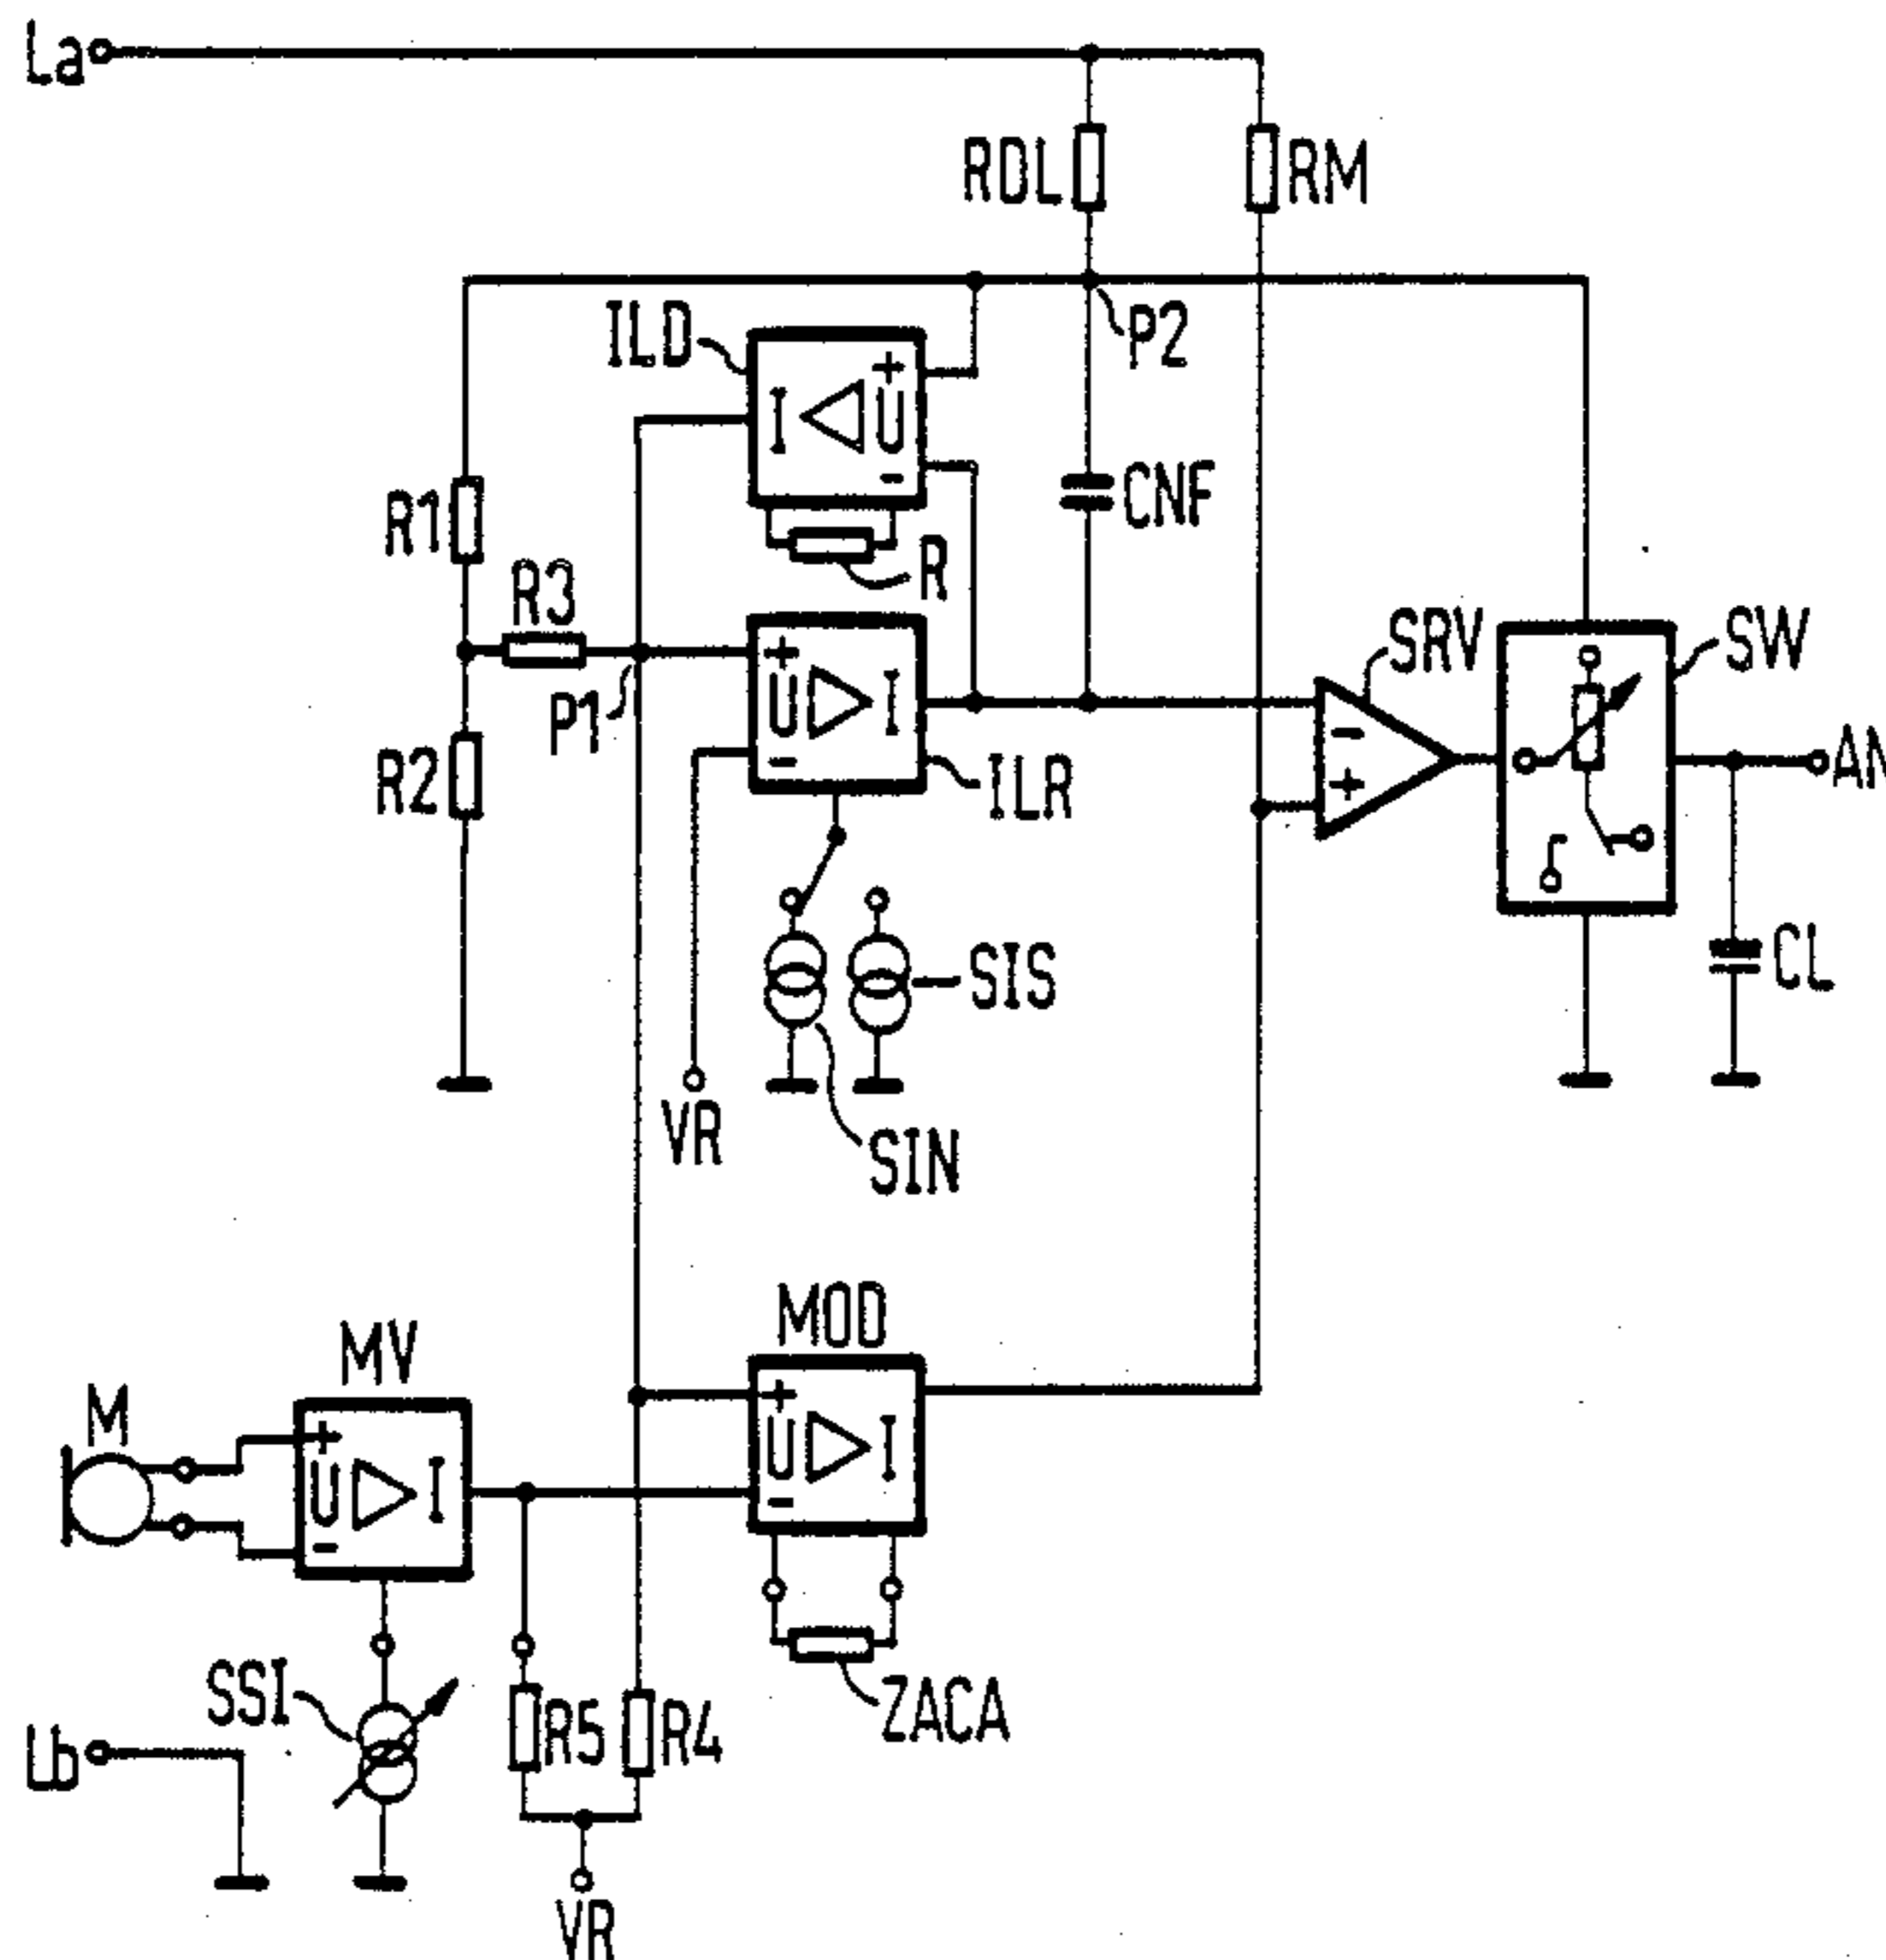 La
RDL
RM
ILD
+
I
U
-
P2
R1
CNF
R
R3
SRV
SW
P1
+
U
I
-
-
+
R2
ILR
AN
SIS
CL
VR
SIN
MOD
MV
M
+
U
I
-
+
U
I
-
SSI
R5
R4
ZACA
Lb
VR